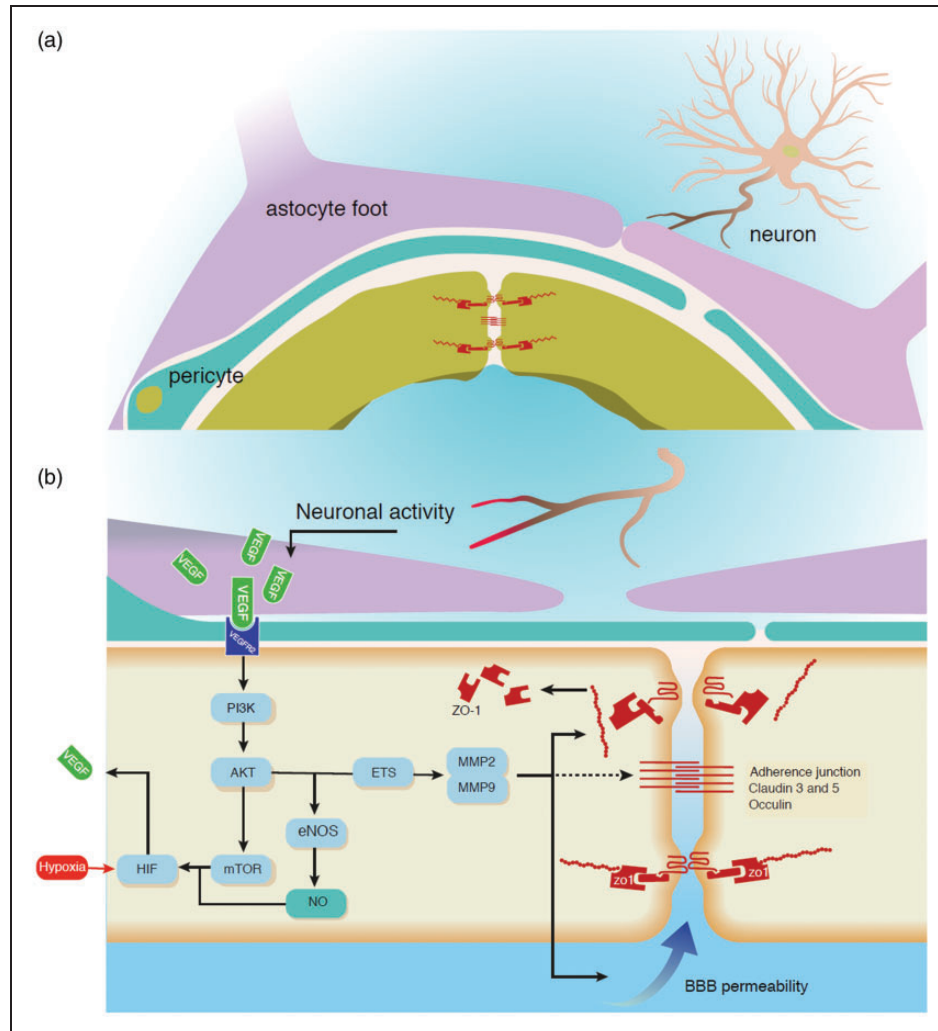 (a)
astocyte foot
neuron
pericyte
(b)
Neuronal activity
VEGF
VEGF
VEGF
VEGF
VEGFR2
PI3K
ZO-1
VEGF
AKT
ETS
MMP2
MMP9
Adherence junction
Claudin 3 and 5
Occulin
eNOS
Hypoxia
HIF
mTOR
NO
zo1
zo1
BBB permeability